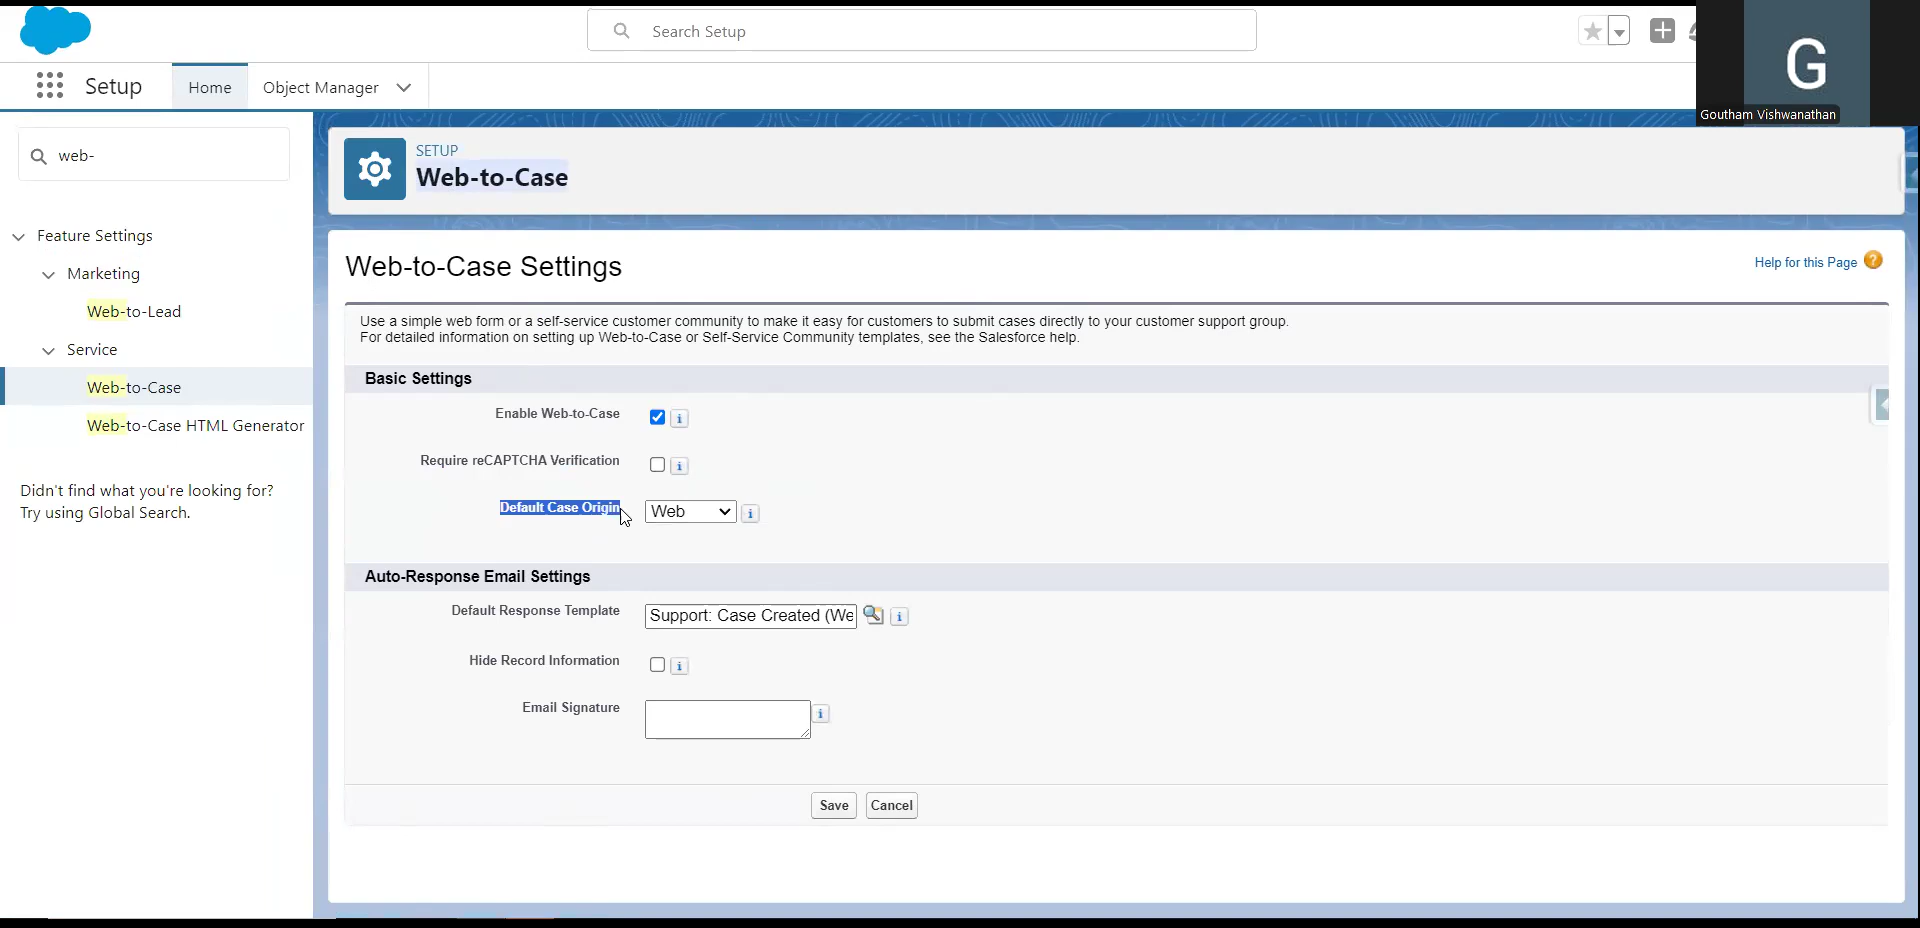 Search Setup
G
Goutham Vishwanathan
Setup
Home
Object Manager
web-
SETUP
Web-to-Case
Feature Settings
Marketing
Web-to-Lead
Service
Web-to-Case
Web-to-Case HTML Generator
Didn't find what you're looking for?
Try using Global Search.
Web-to-Case Settings
Help for this Page ?
Use a simple web form or a self-service customer community to make it easy for customers to submit cases directly to your customer support group.
For detailed information on setting up Web-to-Case or Self-Service Community templates, see the Salesforce help.
Basic Settings
Enable Web-to-Case i
Require reCAPTCHA Verification i
Default Case Origin Web i
Auto-Response Email Settings
Default Response Template Support: Case Created (We i
Hide Record Information i
Email Signature i
Save Cancel